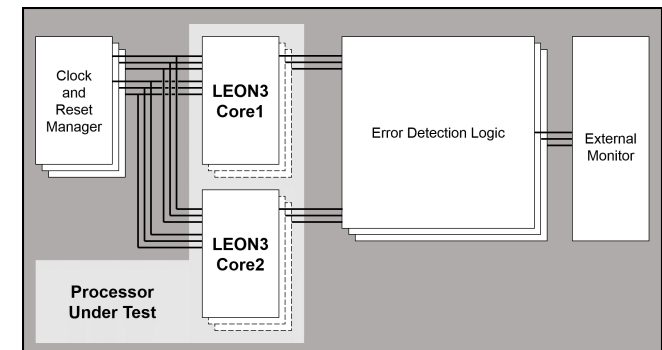 Clock
and
Reset
Manager
LEON3
Core1
Error Detection Logic
External
Monitor
LEON3
Core2
Processor
Under Test